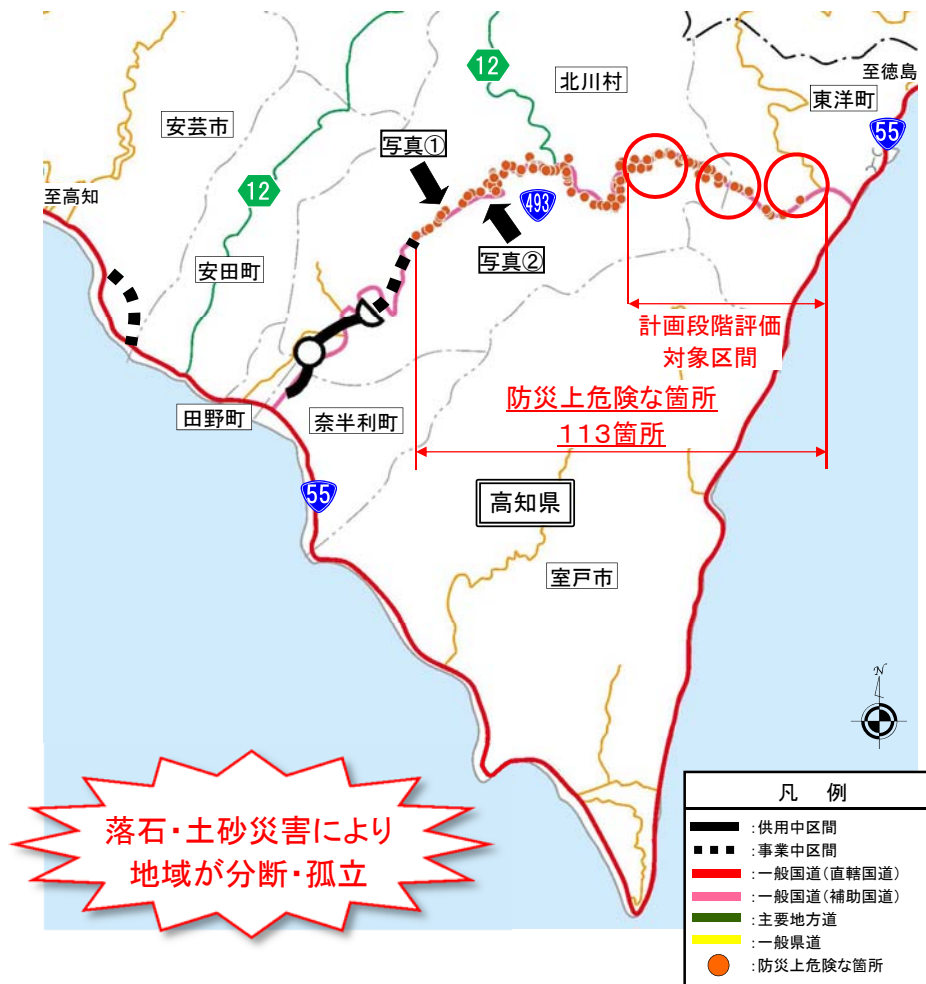 12
北川村
至徳島
東洋町
55
安芸市
写真①
12
至高知
493
写真②
安田町
計画段階評価
対象区間
防災上危険な箇所
113箇所
田野町
奈半利町
55
高知県
室戸市
N
落石・土砂災害により
地域が分断・孤立
凡 例
:供用中区間
:事業中区間
:一般国道(直轄国道)
:一般国道(補助国道)
:主要地方道
:一般県道
:防災上危険な箇所